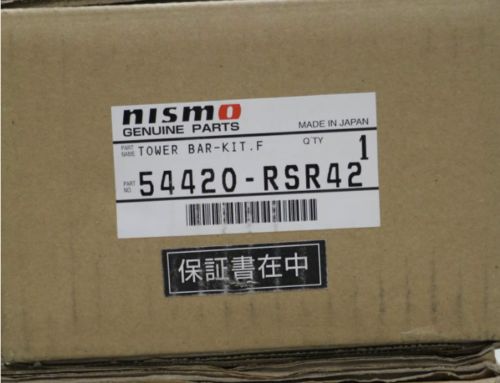 nismo
GENUINE PARTS
MADE IN JAPAN
PART NAME TOWER BAR-KIT.F Q'TY 1
PART NO. 54420-RSR42
保証書在中